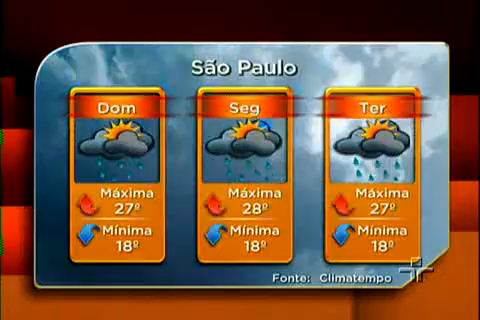 São Paulo
Dom Seg Ter
Máxima Máxima Máxima
27º 28º 27º
Mínima Mínima Mínima
18º 18º 18º
Fonte: Climatempo